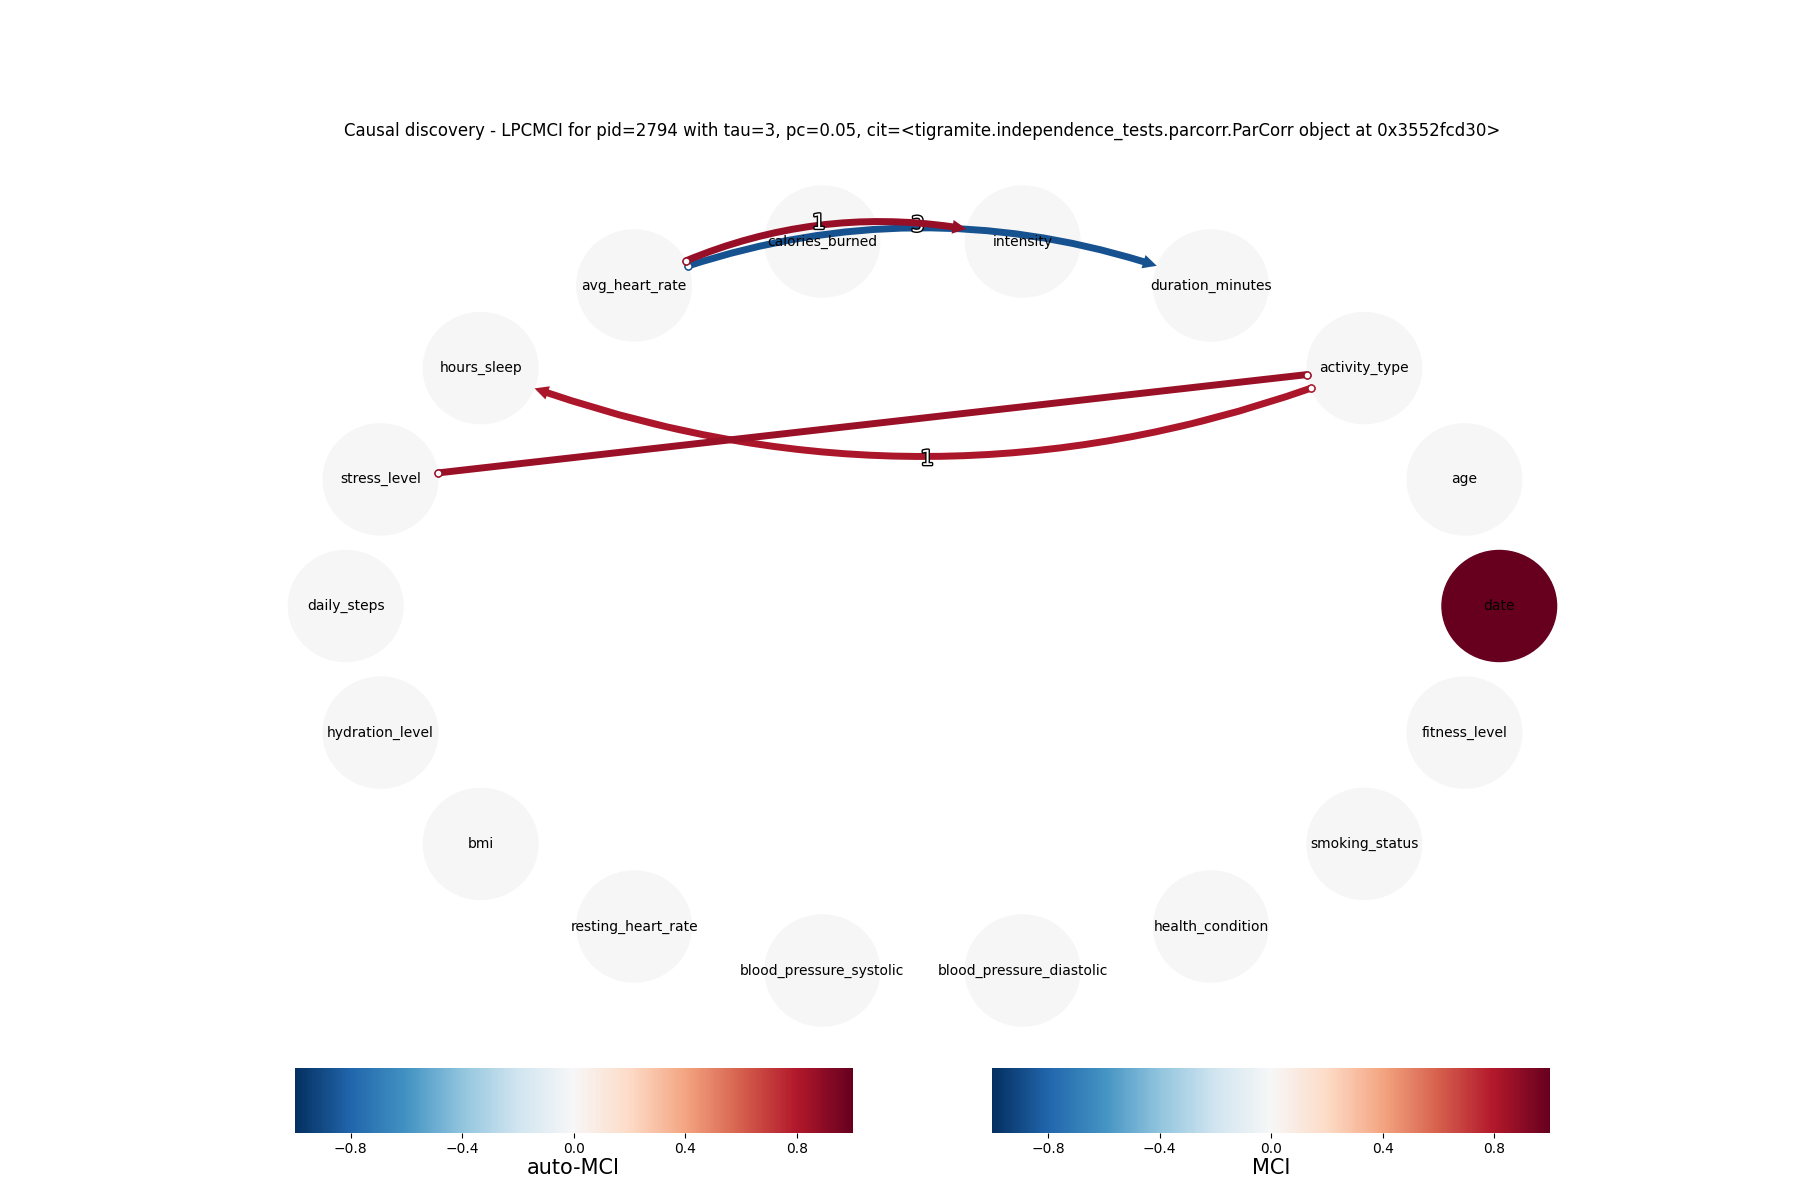 Causal discovery - LPCMCI for pid=2794 with tau=3, pc=0.05, cit=<tigramite.independence_tests.parcorr.ParCorr object at 0x3552fcd30>
1
3
calories_burned
intensity
avg_heart_rate
duration_minutes
hours_sleep
activity_type
1
stress_level
age
daily_steps
date
hydration_level
fitness_level
bmi
smoking_status
resting_heart_rate
health_condition
blood_pressure_systolic
blood_pressure_diastolic
−0.8 −0.4 0.0 0.4 0.8
auto-MCI
−0.8 −0.4 0.0 0.4 0.8
MCI